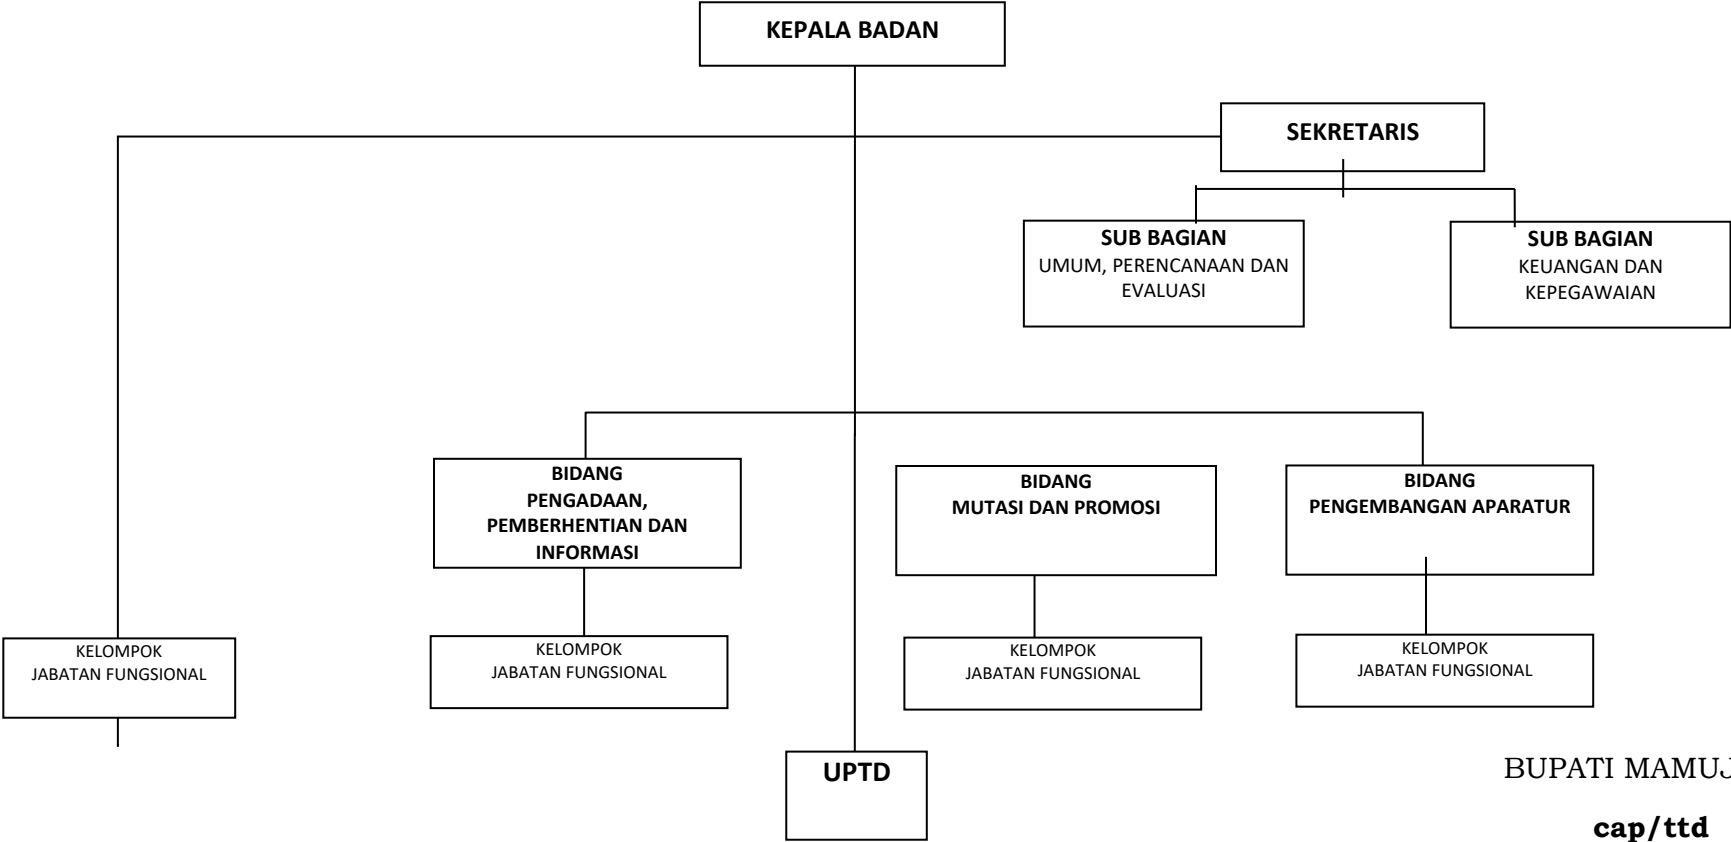 KEPALA BADAN
SEKRETARIS
SUB BAGIAN
UMUM, PERENCANAAN DAN
EVALUASI
SUB BAGIAN
KEUANGAN DAN
KEPEGAWAIAN
BIDANG
PENGADAAN,
PEMBERHENTIAN DAN
INFORMASI
BIDANG
MUTASI DAN PROMOSI
BIDANG
PENGEMBANGAN APARATUR
KELOMPOK
JABATAN FUNGSIONAL
KELOMPOK
JABATAN FUNGSIONAL
KELOMPOK
JABATAN FUNGSIONAL
KELOMPOK
JABATAN FUNGSIONAL
UPTD
BUPATI
cap/ttd